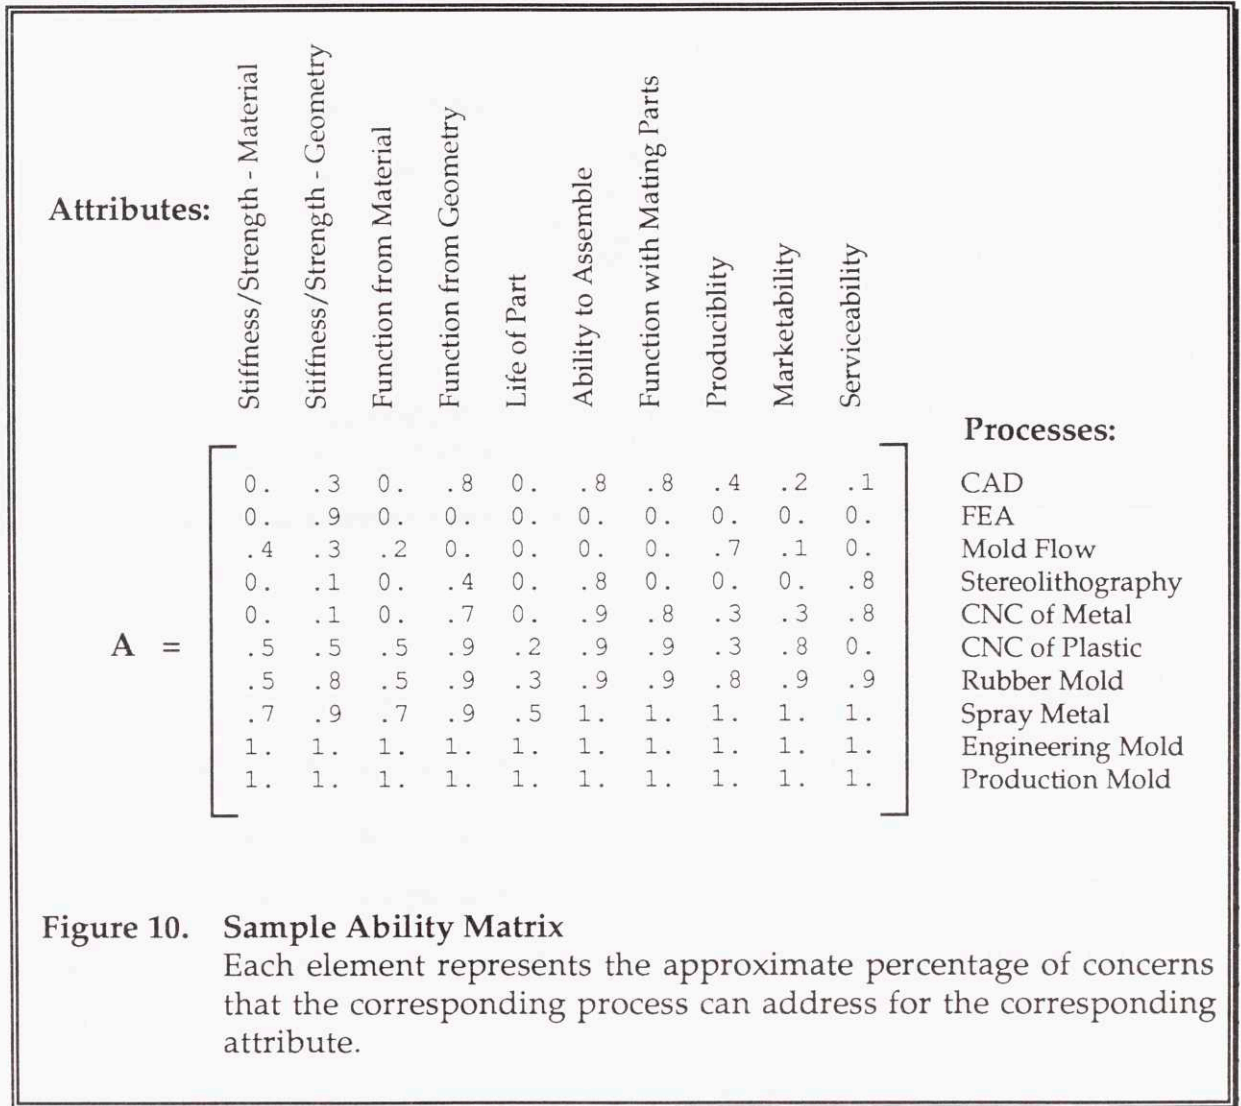 Attributes:
Stiffness/Strength - Material
Stiffness/Strength - Geometry
Function from Material
Function from Geometry
Life of Part
Ability to Assemble
Function with Mating Parts
Produciblity
Marketability
Serviceability
Processes:
0. .3 0. .8 0. .8 .8 .4 .2 .1 CAD
0. .9 0. 0. 0. 0. 0. 0. 0. 0. FEA
.4 .3 .2 0. 0. 0. 0. .7 .1 0. Mold Flow
0. .1 0. .4 0. .8 0. 0. 0. .8 Stereolithography
0. .1 0. .7 0. .9 .8 .3 .3 .8 CNC of Metal
A = .5 .5 .5 .9 .2 .9 .9 .3 .8 0. CNC of Plastic
.5 .8 .5 .9 .3 .9 .9 .8 .9 .9 Rubber Mold
.7 .9 .7 .9 .5 1. 1. 1. 1. 1. Spray Metal
1. 1. 1. 1. 1. 1. 1. 1. 1. 1. Engineering Mold
1. 1. 1. 1. 1. 1. 1. 1. 1. 1. Production Mold
Figure 10. Sample Ability Matrix
Each element represents the approximate percentage of concerns
that the corresponding process can address for the corresponding
attribute.